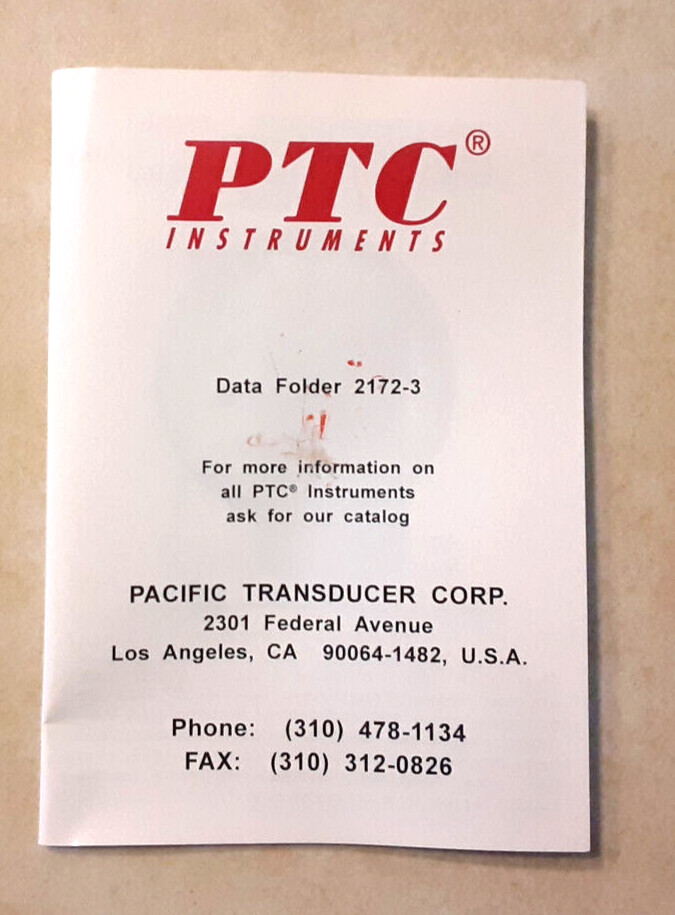 PTC®
INSTRUMENTS
Data Folder 2172-3
For more information on
all PTC® Instruments
ask for our catalog
PACIFIC TRANSDUCER CORP.
2301 Federal Avenue
Los Angeles, CA 90064-1482, U.S.A.
Phone: (310) 478-1134
FAX: (310) 312-0826